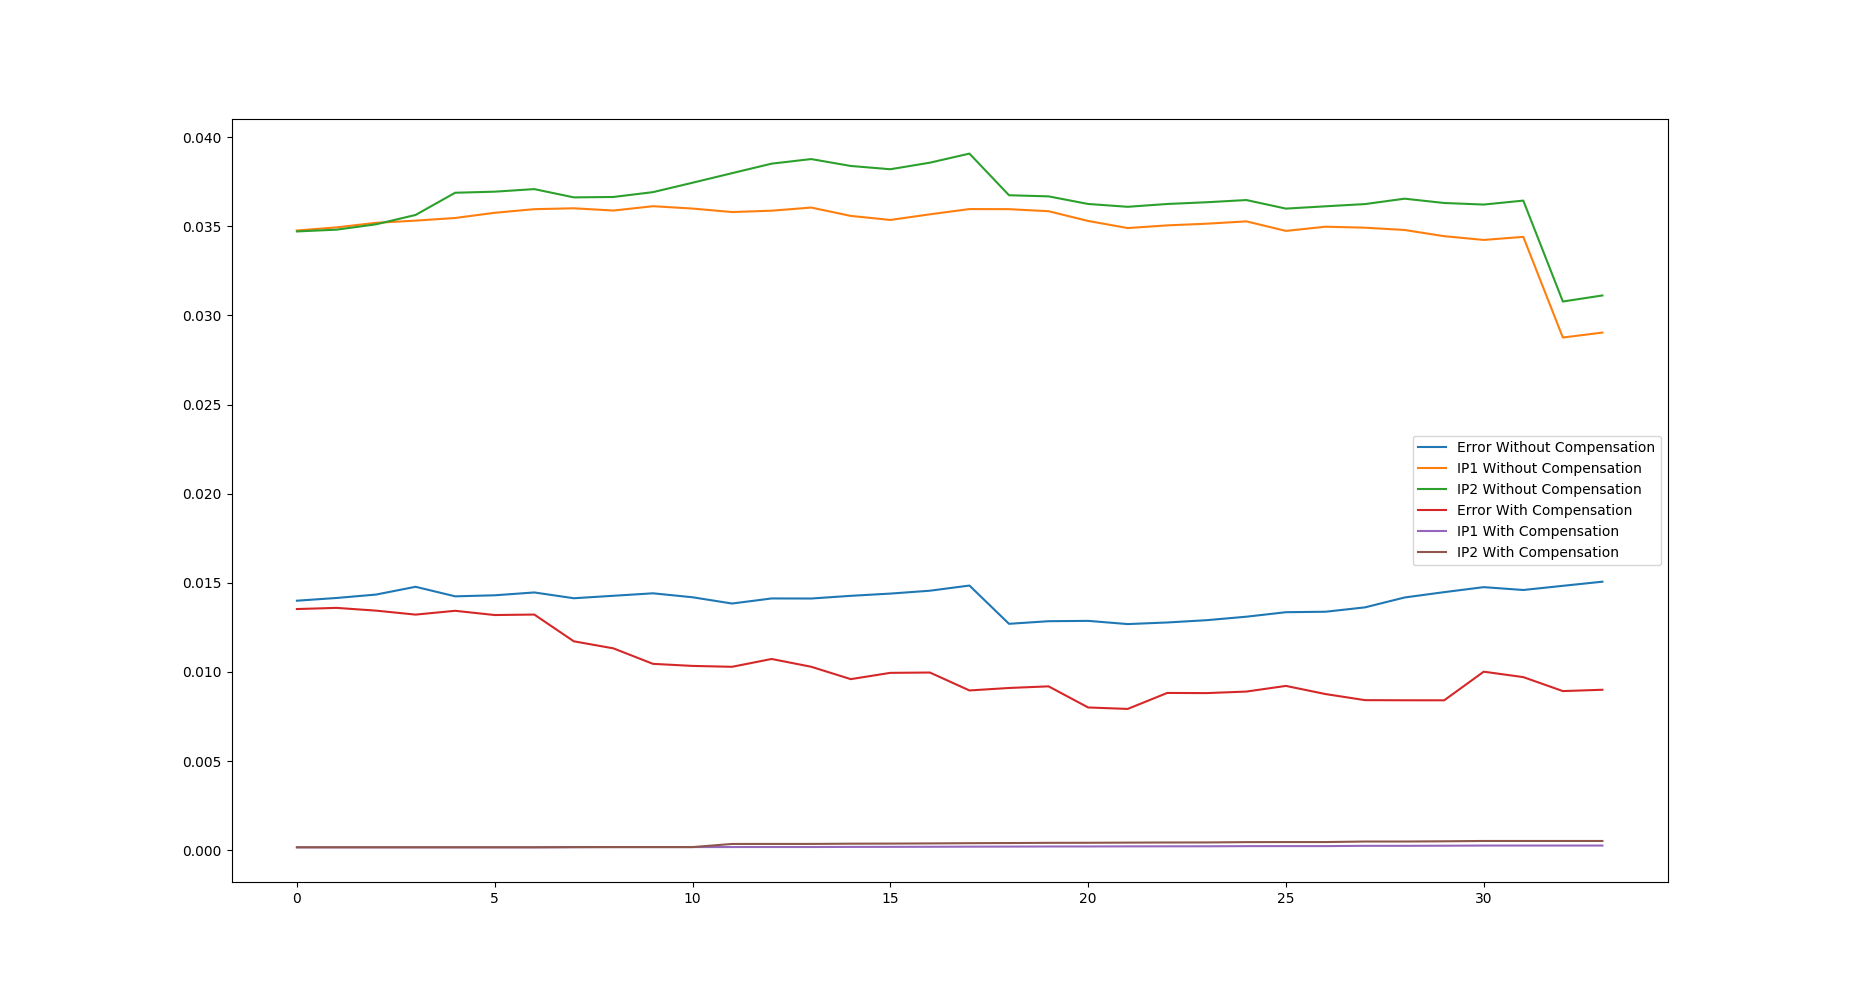 0.040
0.035
0.030
0.025
0.020
0.015
0.010
0.005
0.000
0 5 10 15 20 25 30
Error Without Compensation
IP1 Without Compensation
IP2 Without Compensation
Error With Compensation
IP1 With Compensation
IP2 With Compensation